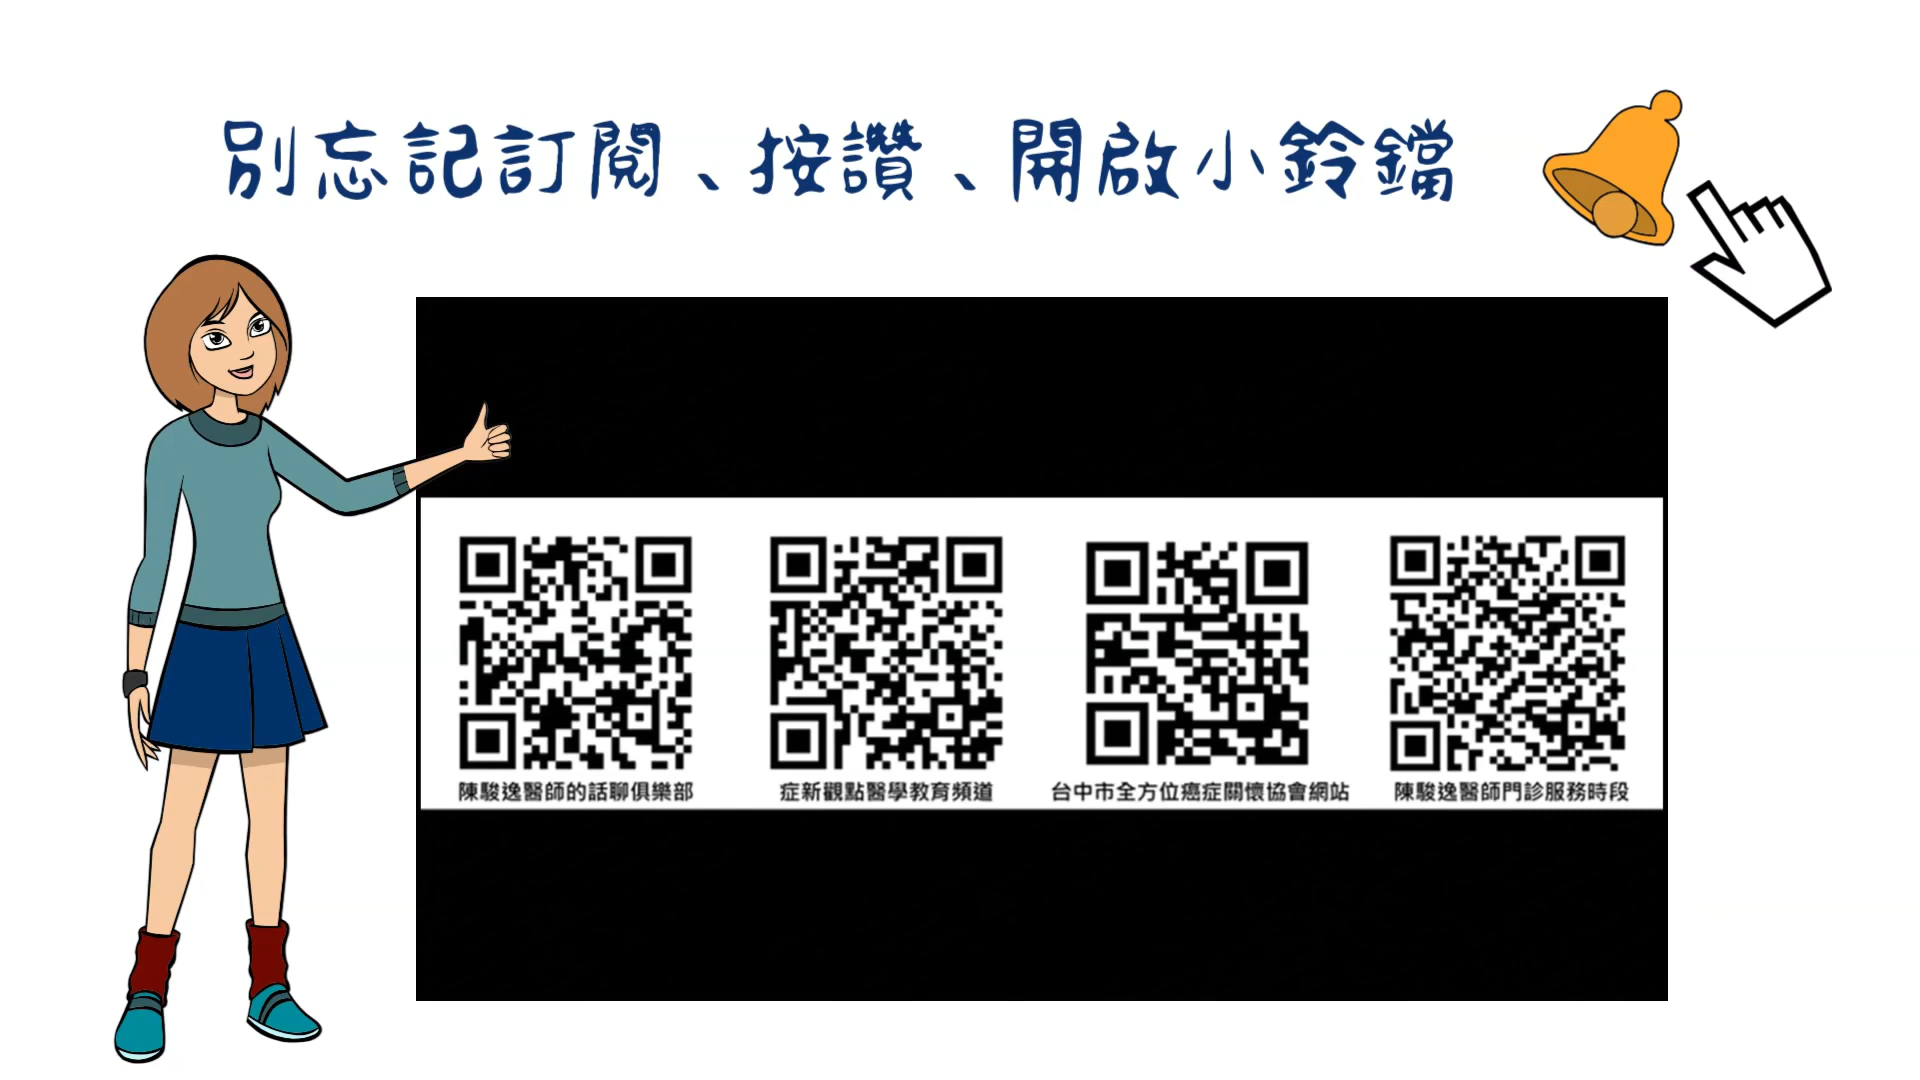 別忘記訂閱、按讚、開啟小鈴鐺
陳駿逸醫師的話聊俱樂部
症新觀點醫學教育頻道
台中市全方位癌症關懷協會網站
陳駿逸醫師門診服務時段